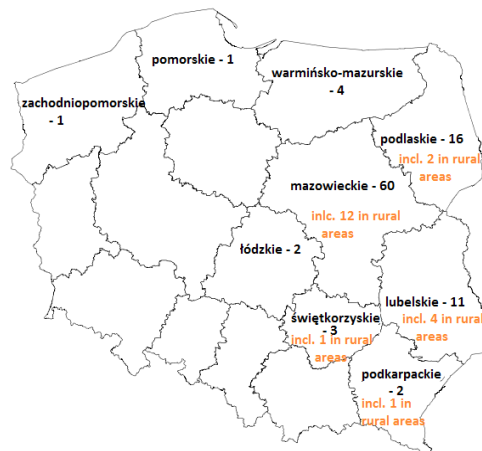 pomorskie - 1
warmińsko-mazurskie
- 4
zachodniopomorskie
- 1
podlaskie - 16
incl. 2 in rural
areas
mazowieckie - 60
inlc. 12 in rural
areas
łódzkie - 2
lubelskie - 11
incl. 4 in rural
areas
świętkorzyskie
- 3
incl. 1 in rural
areas
podkarpackie
- 2
incl. 1 in
rural areas